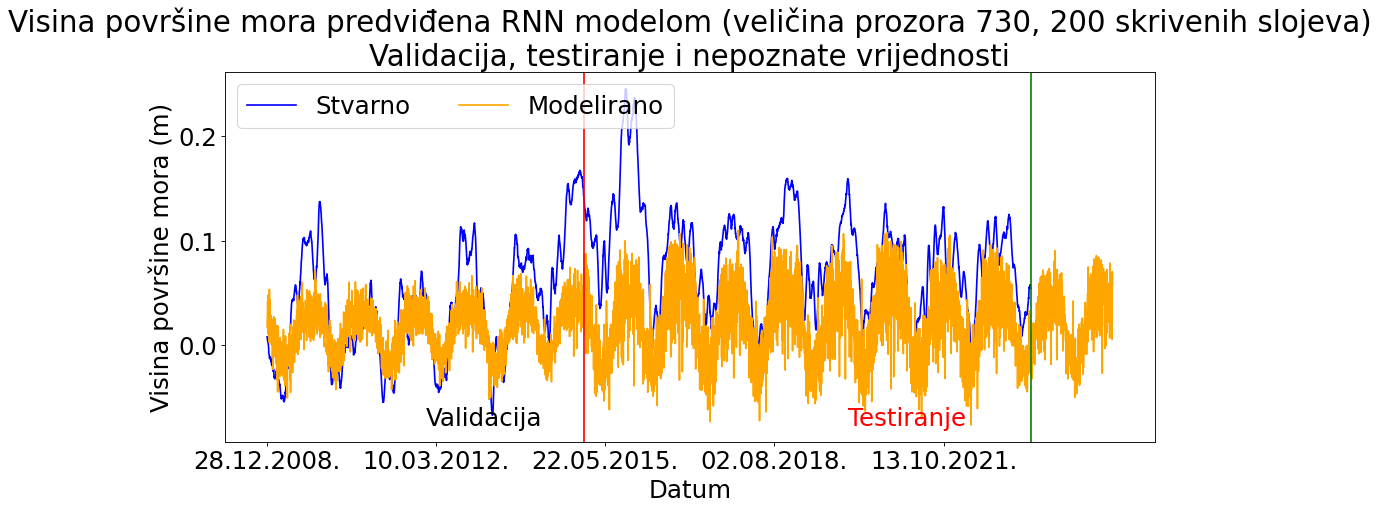 Visina površine mora predviđena RNN modelom (veličina prozora 730, 200 skrivenih slojeva)
Validacija, testiranje i nepoznate vrijednosti
Stvarno Modelirano
Visina površine mora (m)
0.2
0.1
0.0
Validacija Testiranje
28.12.2008. 10.03.2012. 22.05.2015. 02.08.2018. 13.10.2021.
Datum